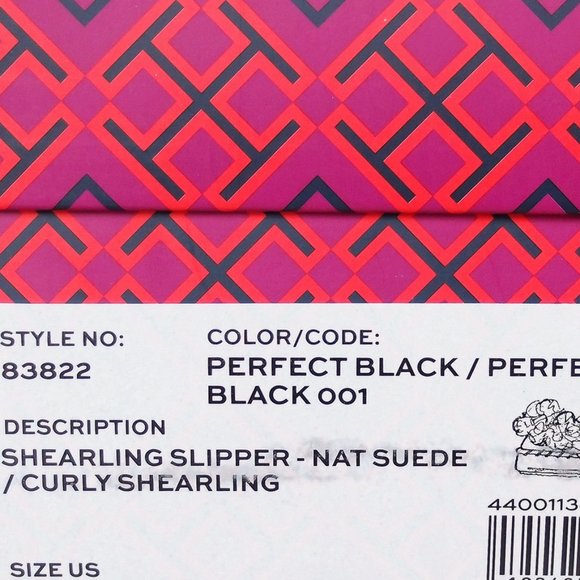 STYLE NO:
83822
COLOR/CODE:
PERFECT BLACK / PERFE
BLACK 001
DESCRIPTION
SHEARLING SLIPPER - NAT SUEDE
/ CURLY SHEARLING
4400113
SIZE US